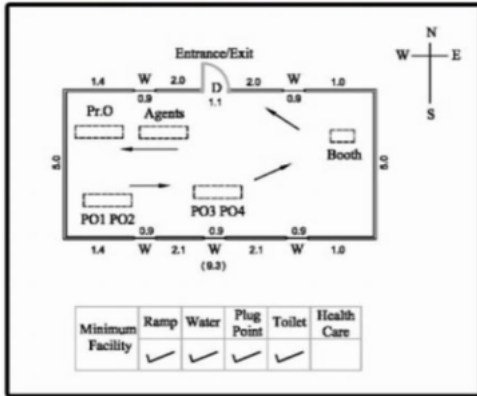 N
W E
S
Entrance/Exit
1.4 W 2.0 D 2.0 W 1.0
0.9 1.1 0.9
Pr.O Agents
Booth
5.0 5.0
PO1 PO2 PO3 PO4
0.9 0.9 0.9
1.4 W 2.1 W 2.1 W 1.0
(9.3)
Minimum Facility Ramp Water Plug Point Toilet Health Care